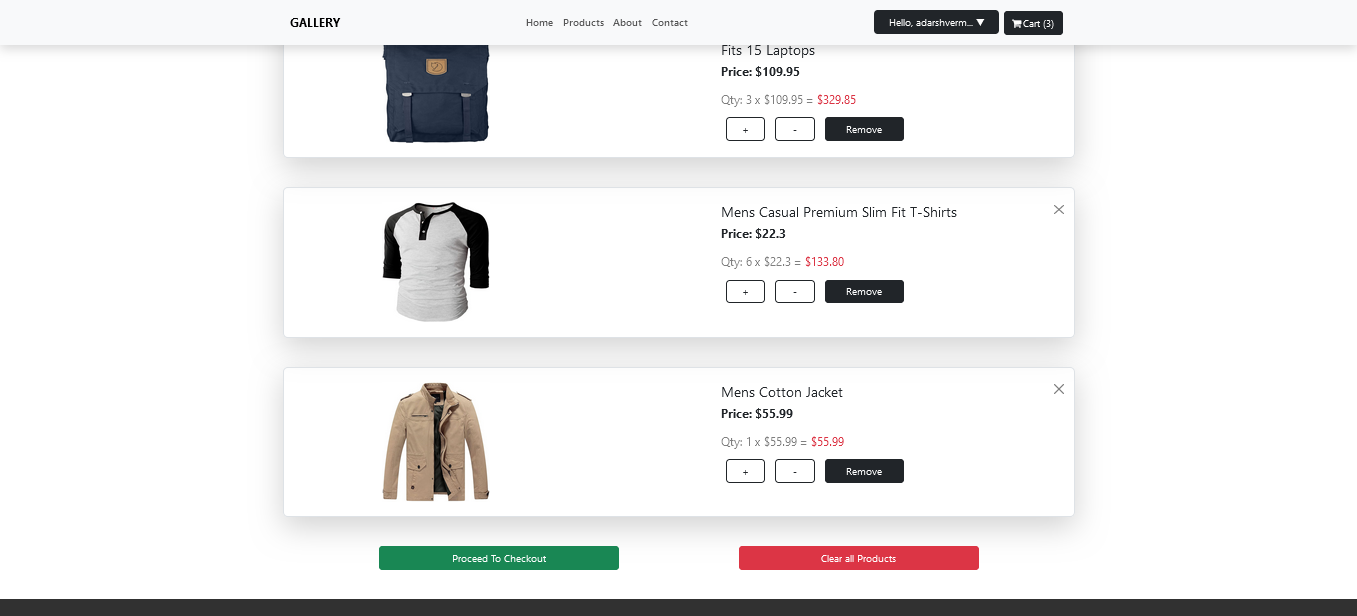 GALLERY
Home Products About Contact
Hello, adarshverm... ▼
Cart (3)
Fits 15 Laptops
Price: $109.95
Qty: 3 x $109.95 = $329.85
+ - Remove
Mens Casual Premium Slim Fit T-Shirts
Price: $22.3
Qty: 6 x $22.3 = $133.80
+ - Remove
Mens Cotton Jacket
Price: $55.99
Qty: 1 x $55.99 = $55.99
+ - Remove
Proceed To Checkout
Clear all Products